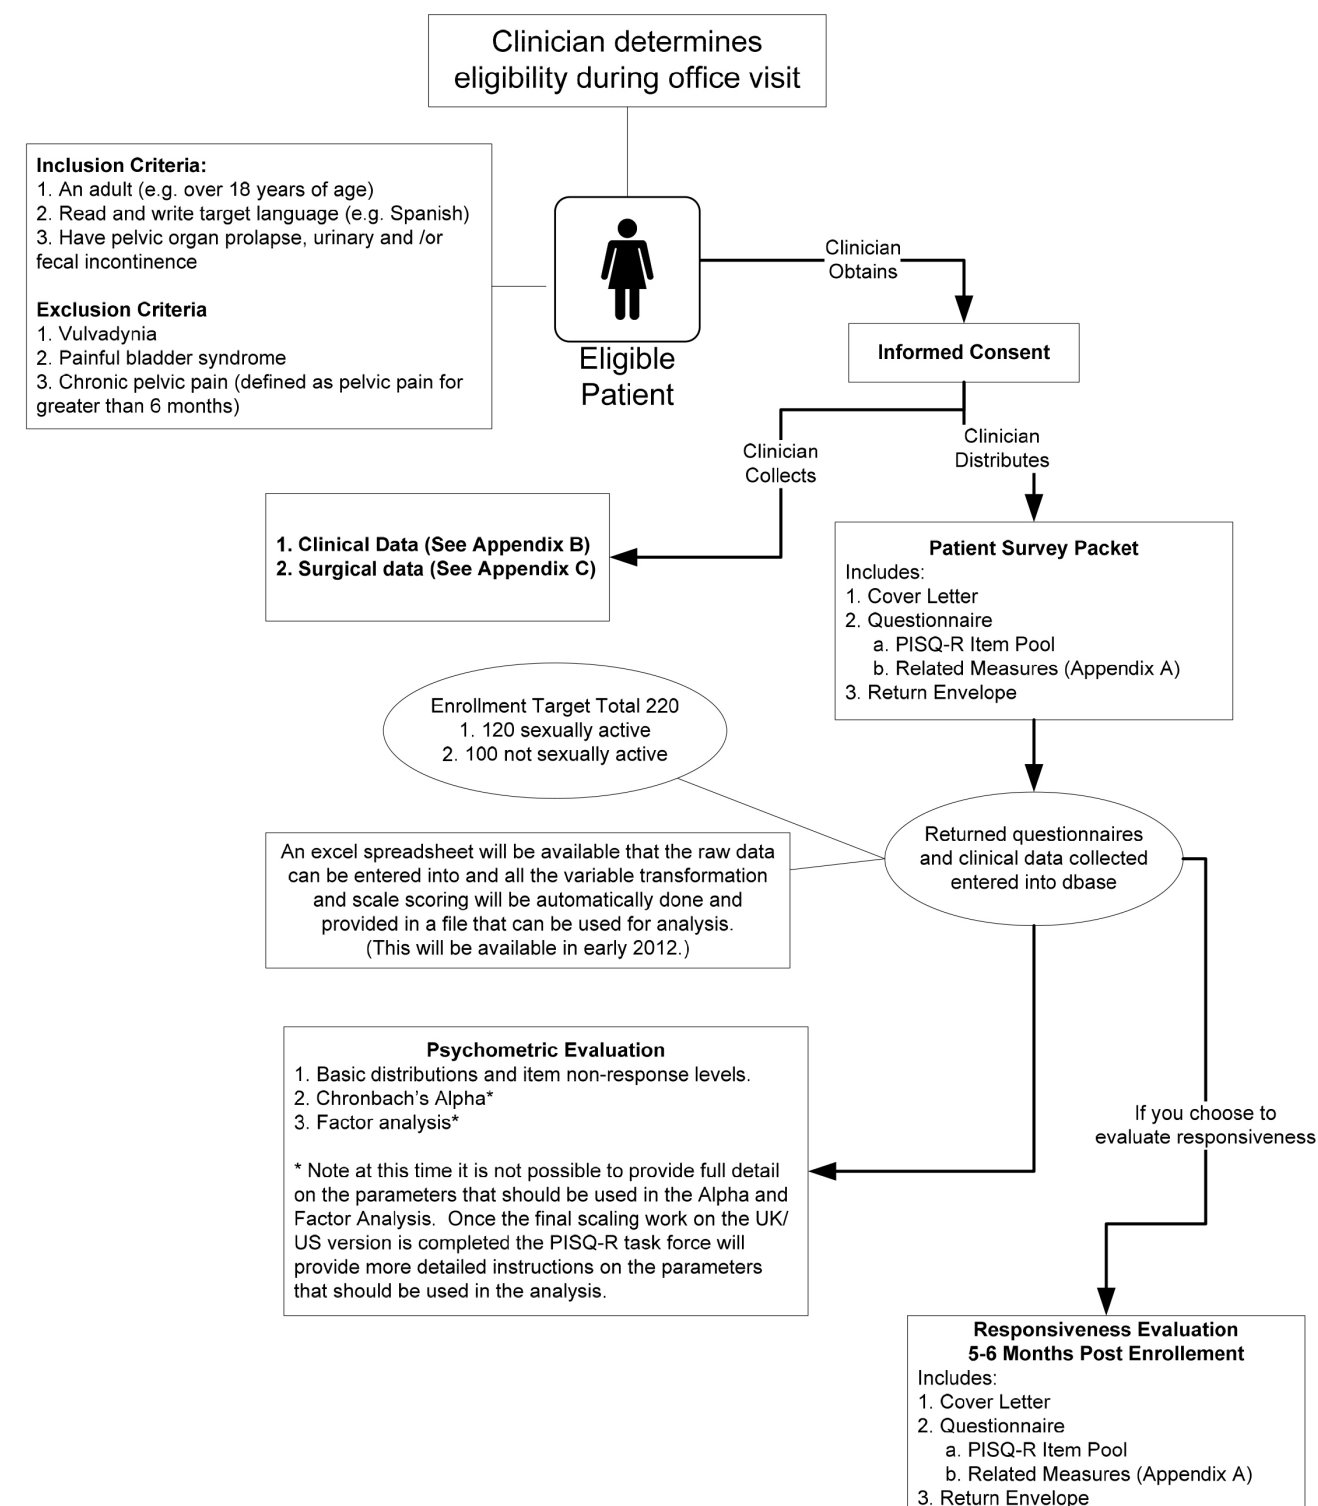 Clinician determines
eligibility during office visit
Inclusion Criteria:
1. An adult (e.g. over 18 years of age)
2. Read and write target language (e.g. Spanish)
3. Have pelvic organ prolapse, urinary and /or
fecal incontinence
Exclusion Criteria
1. Vulvadynia
2. Painful bladder syndrome
3. Chronic pelvic pain (defined as pelvic pain for
greater than 6 months)
Eligible
Patient
Clinician
Obtains
Informed Consent
Clinician
Collects
Clinician
Distributes
1. Clinical Data (See Appendix B)
2. Surgical data (See Appendix C)
Patient Survey Packet
Includes:
1. Cover Letter
2. Questionnaire
a. PISQ-R Item Pool
b. Related Measures (Appendix A)
3. Return Envelope
Enrollment Target Total 220
1. 120 sexually active
2. 100 not sexually active
Returned questionnaires
and clinical data collected
entered into dbase
An excel spreadsheet will be available that the raw data
can be entered into and all the variable transformation
and scale scoring will be automatically done and
provided in a file that can be used for analysis.
(This will be available in early 2012.)
Psychometric Evaluation
1. Basic distributions and item non-response levels.
2. Chronbach's Alpha*
3. Factor analysis*
* Note at this time it is not possible to provide full detail
on the parameters that should be used in the Alpha and
Factor Analysis.  Once the final scaling work on the UK/
US version is completed the PISQ-R task force will
provide more detailed instructions on the parameters
that should be used in the analysis.
If you choose to
evaluate responsiveness
Responsiveness Evaluation
5-6 Months Post Enrollement
Includes:
1. Cover Letter
2. Questionnaire
a. PISQ-R Item Pool
b. Related Measures (Appendix A)
3. Return Envelope